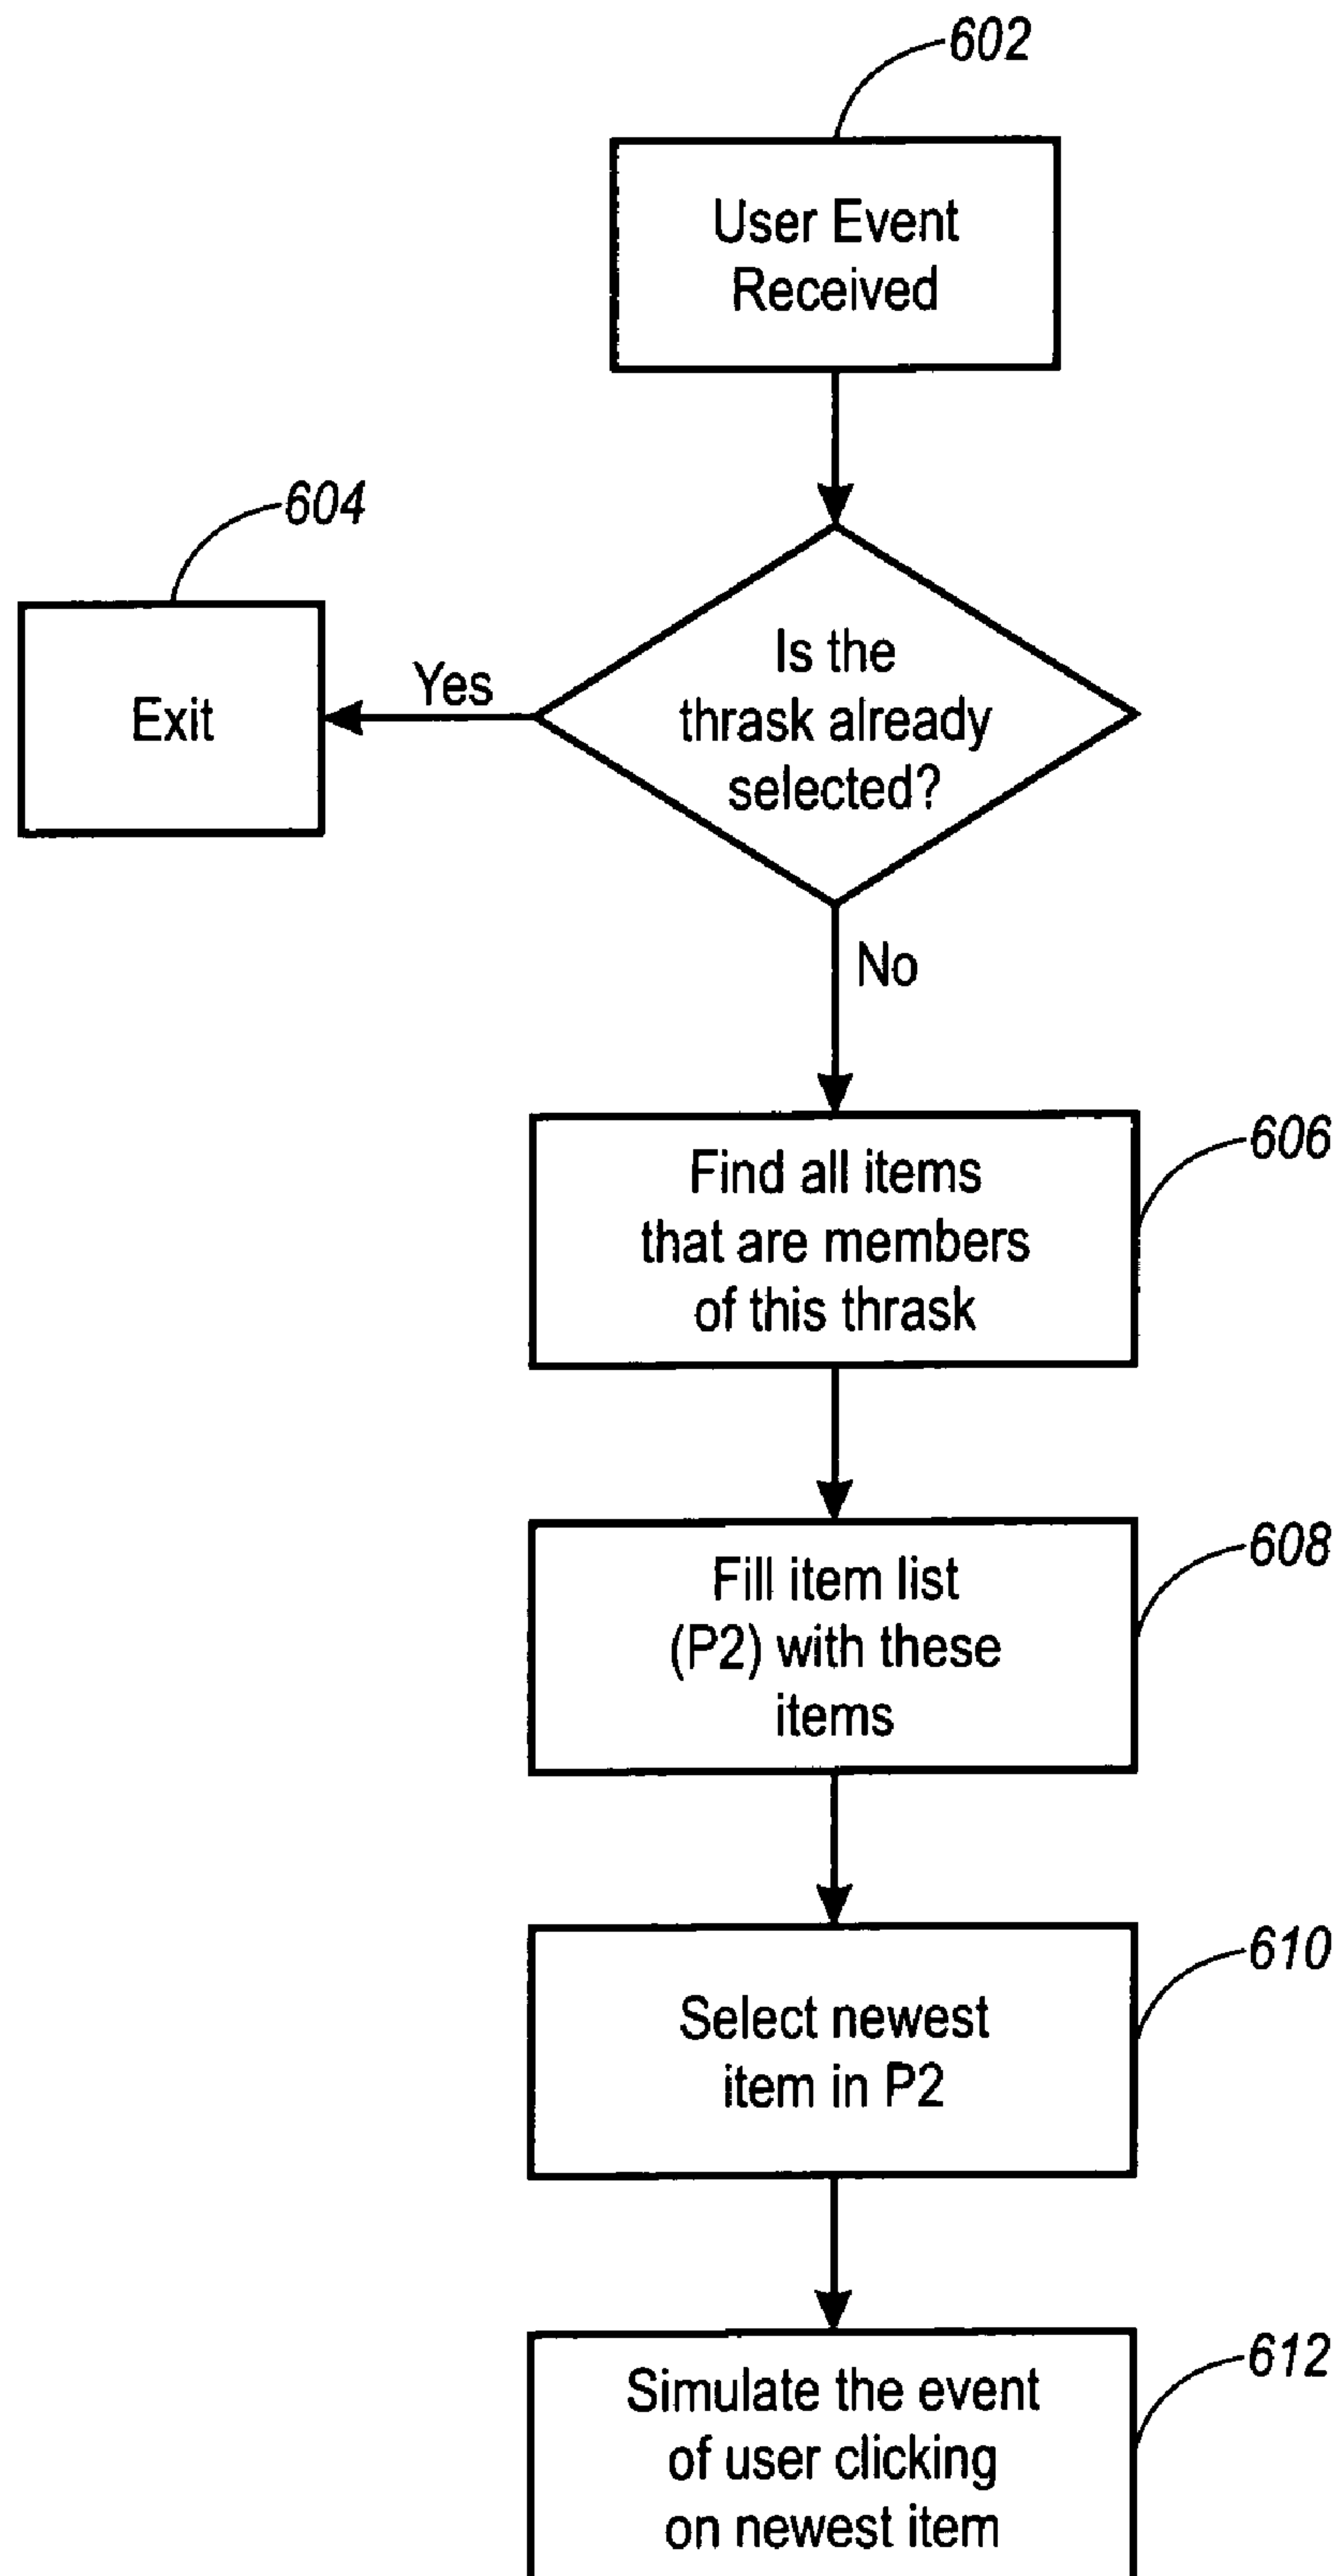 602
User Event
Received
604
Exit
Yes
Is the
thrask already
selected?
No
606
Find all items
that are members
of this thrask
608
Fill item list
(P2) with these
items
610
Select newest
item in P2
612
Simulate the event
of user clicking
on newest item